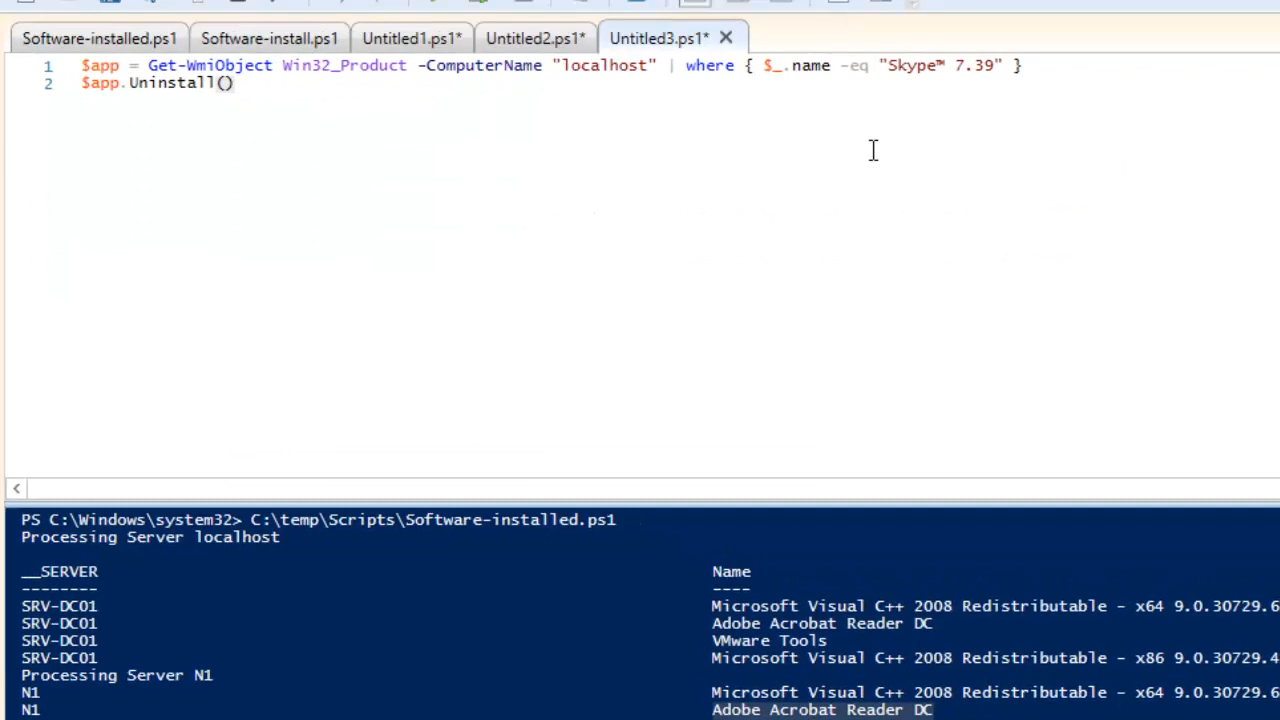 Software-installed.ps1 Software-install.ps1 Untitled1.ps1* Untitled2.ps1* Untitled3.ps1*
1 $app = Get-WmiObject Win32_Product -ComputerName "localhost" | where { $_.name -eq "Skype™ 7.39" }
2 $app.Uninstall()
PS C:\Windows\system32> C:\temp\Scripts\Software-installed.ps1
Processing Server localhost
__SERVER Name
-------- ----
SRV-DC01 Microsoft Visual C++ 2008 Redistributable - x64 9.0.30729.6
SRV-DC01 Adobe Acrobat Reader DC
SRV-DC01 VMware Tools
SRV-DC01 Microsoft Visual C++ 2008 Redistributable - x86 9.0.30729.4
Processing Server N1
N1 Microsoft Visual C++ 2008 Redistributable - x64 9.0.30729.6
N1 Adobe Acrobat Reader DC